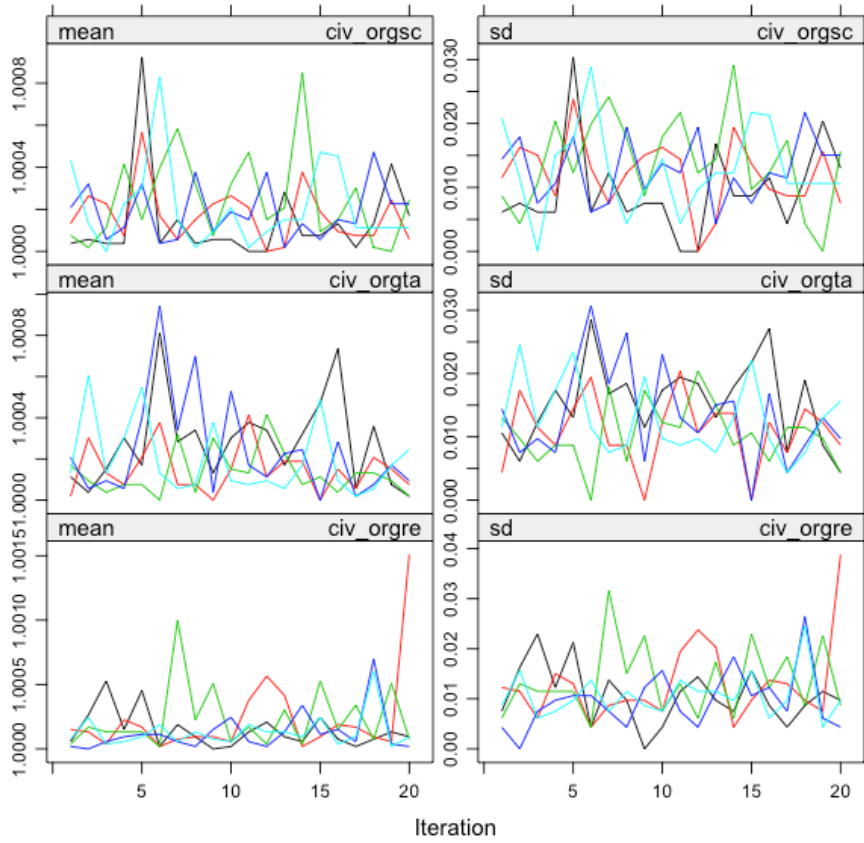 mean civ_orgsc
sd civ_orgsc
1.0000 1.0004 1.0008
0.000 0.010 0.020 0.030
mean civ_orgta
sd civ_orgta
1.0000 1.0004 1.0008
0.000 0.010 0.020 0.030
mean civ_orgre
sd civ_orgre
1.0000 1.0005 1.0010 1.0015
0.00 0.01 0.02 0.03 0.04
5 10 15 20
5 10 15 20
Iteration